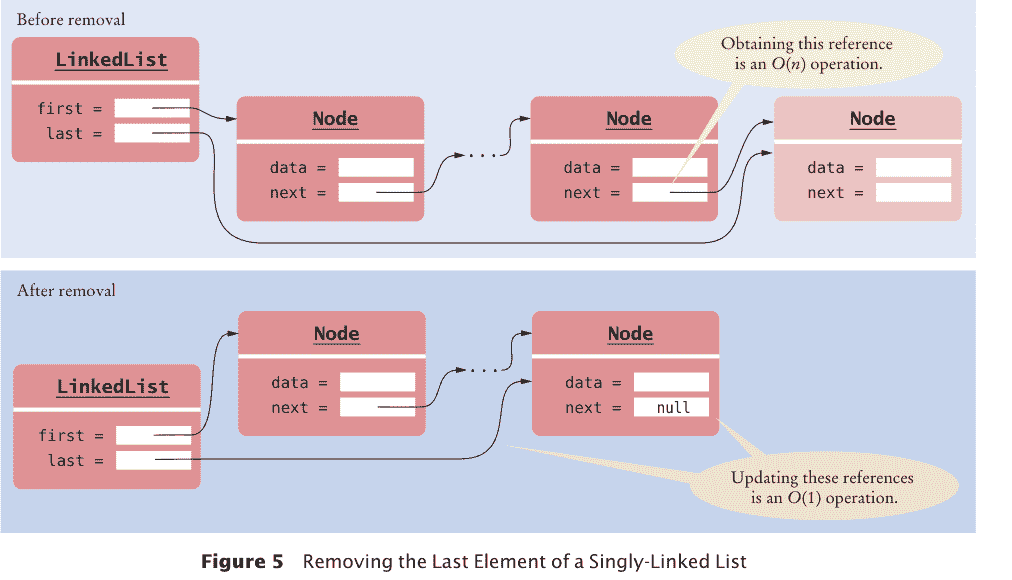 Before removal
LinkedList
first =
last =
Node
data =
next =
....
Node
data =
next =
Obtaining this reference
is an O(n) operation.
Node
data =
next =
After removal
LinkedList
first =
last =
Node
data =
next =
....
Node
data =
next = null
Updating these references
is an O(1) operation.
Figure 5 Removing the Last Element of a Singly-Linked List